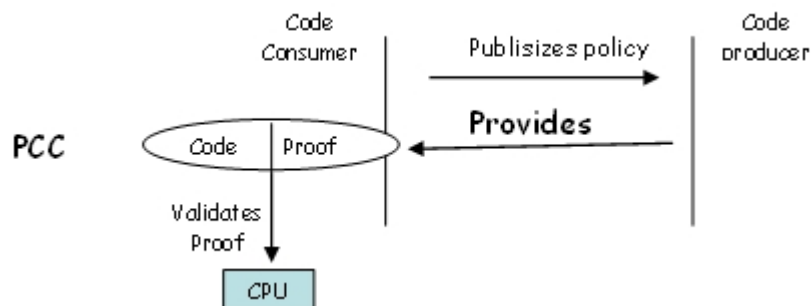 Code
Consumer
Code
producer
Publisizes policy
Provides
PCC
Code
Proof
Validates
Proof
CPU